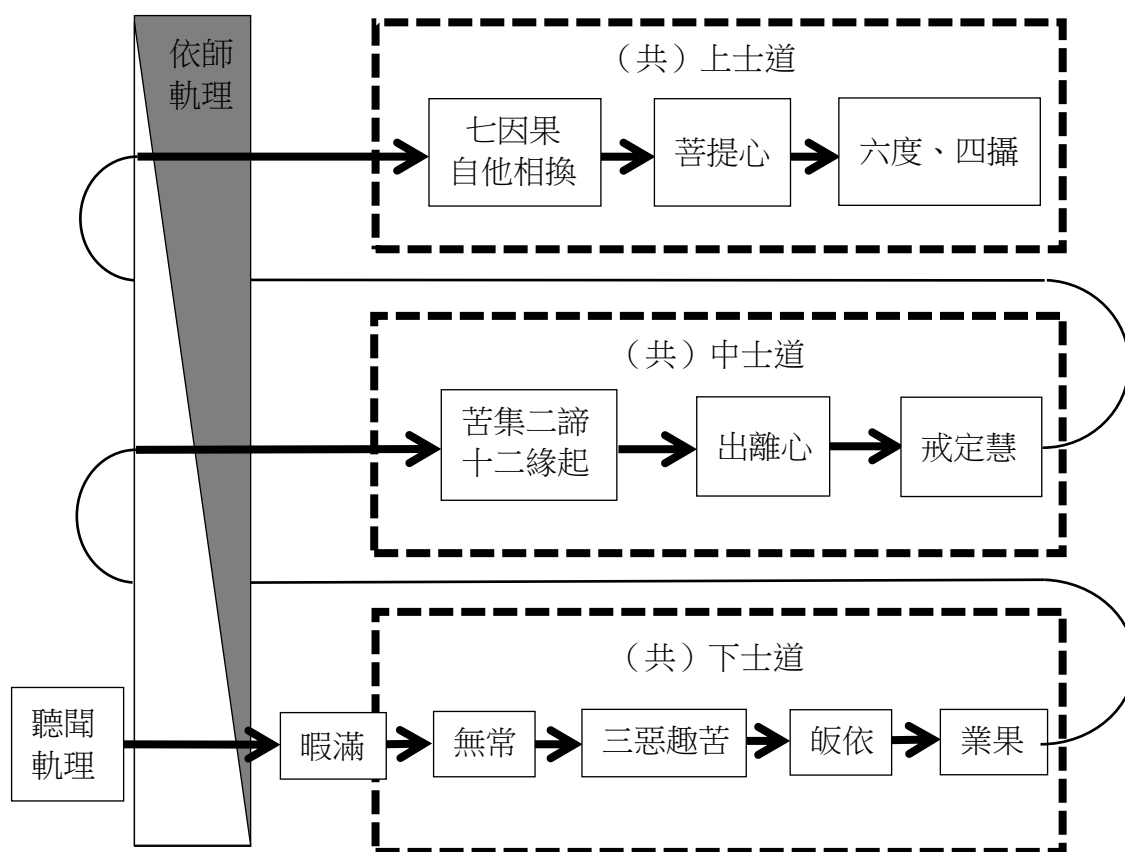 依師
軌理
（共）上士道
七因果
自他相換
菩提心
六度、四攝
（共）中士道
苦集二諦
十二緣起
出離心
戒定慧
（共）下士道
聽聞
軌理
暇滿
無常
三惡趣苦
皈依
業果